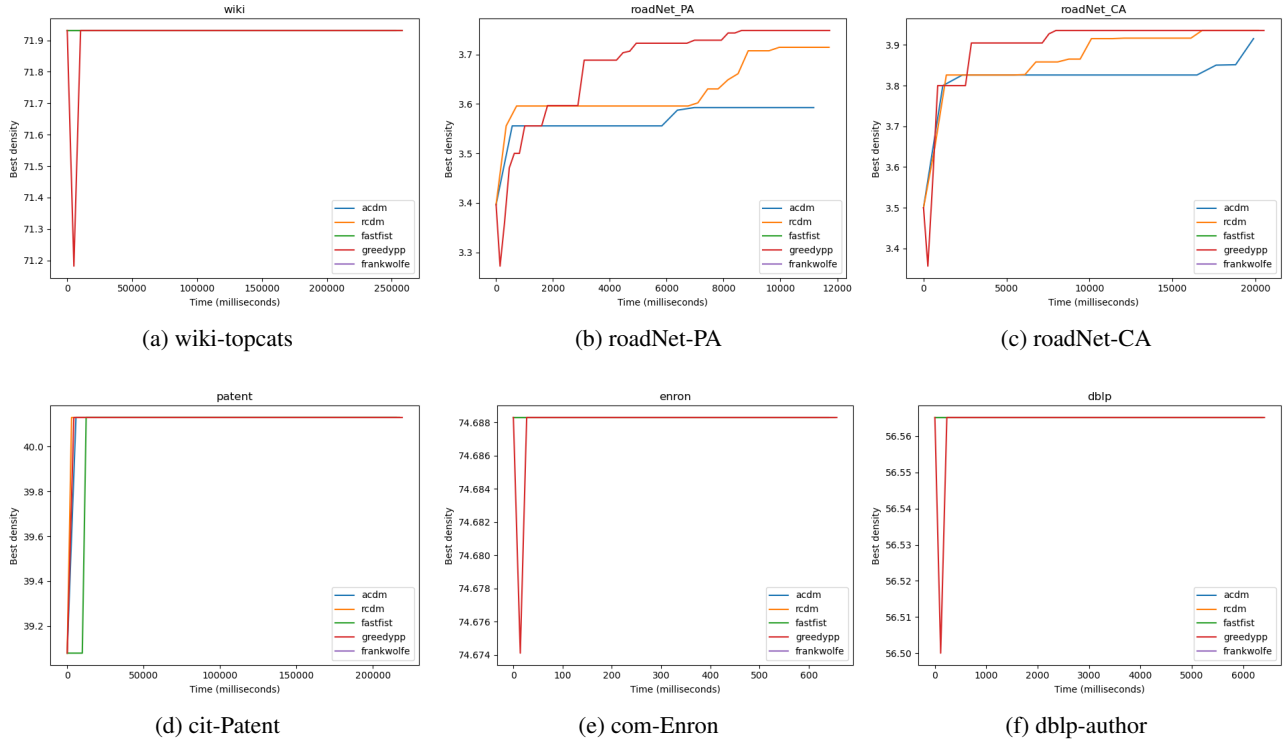 wiki
Best density
71.9
71.8
71.7
71.6
71.5
71.4
71.3
71.2
acdm
rcdm
fastfist
greedypp
frankwolfe
0
50000
100000
150000
200000
250000
Time (milliseconds)
(a) wiki-topcats
roadNet_PA
Best density
3.7
3.6
3.5
3.4
3.3
acdm
rcdm
fastfist
greedypp
frankwolfe
0
2000
4000
6000
8000
10000
12000
Time (milliseconds)
(b) roadNet-PA
roadNet_CA
Best density
3.9
3.8
3.7
3.6
3.5
3.4
acdm
rcdm
fastfist
greedypp
frankwolfe
0
5000
10000
15000
20000
Time (milliseconds)
(c) roadNet-CA
patent
Best density
40.0
39.8
39.6
39.4
39.2
acdm
rcdm
fastfist
greedypp
frankwolfe
0
50000
100000
150000
200000
Time (milliseconds)
(d) cit-Patent
enron
Best density
74.688
74.686
74.684
74.682
74.680
74.678
74.676
74.674
acdm
rcdm
fastfist
greedypp
frankwolfe
0
100
200
300
400
500
600
Time (milliseconds)
(e) com-Enron
dblp
Best density
56.56
56.55
56.54
56.53
56.52
56.51
56.50
acdm
rcdm
fastfist
greedypp
frankwolfe
0
1000
2000
3000
4000
5000
6000
Time (milliseconds)
(f) dblp-author